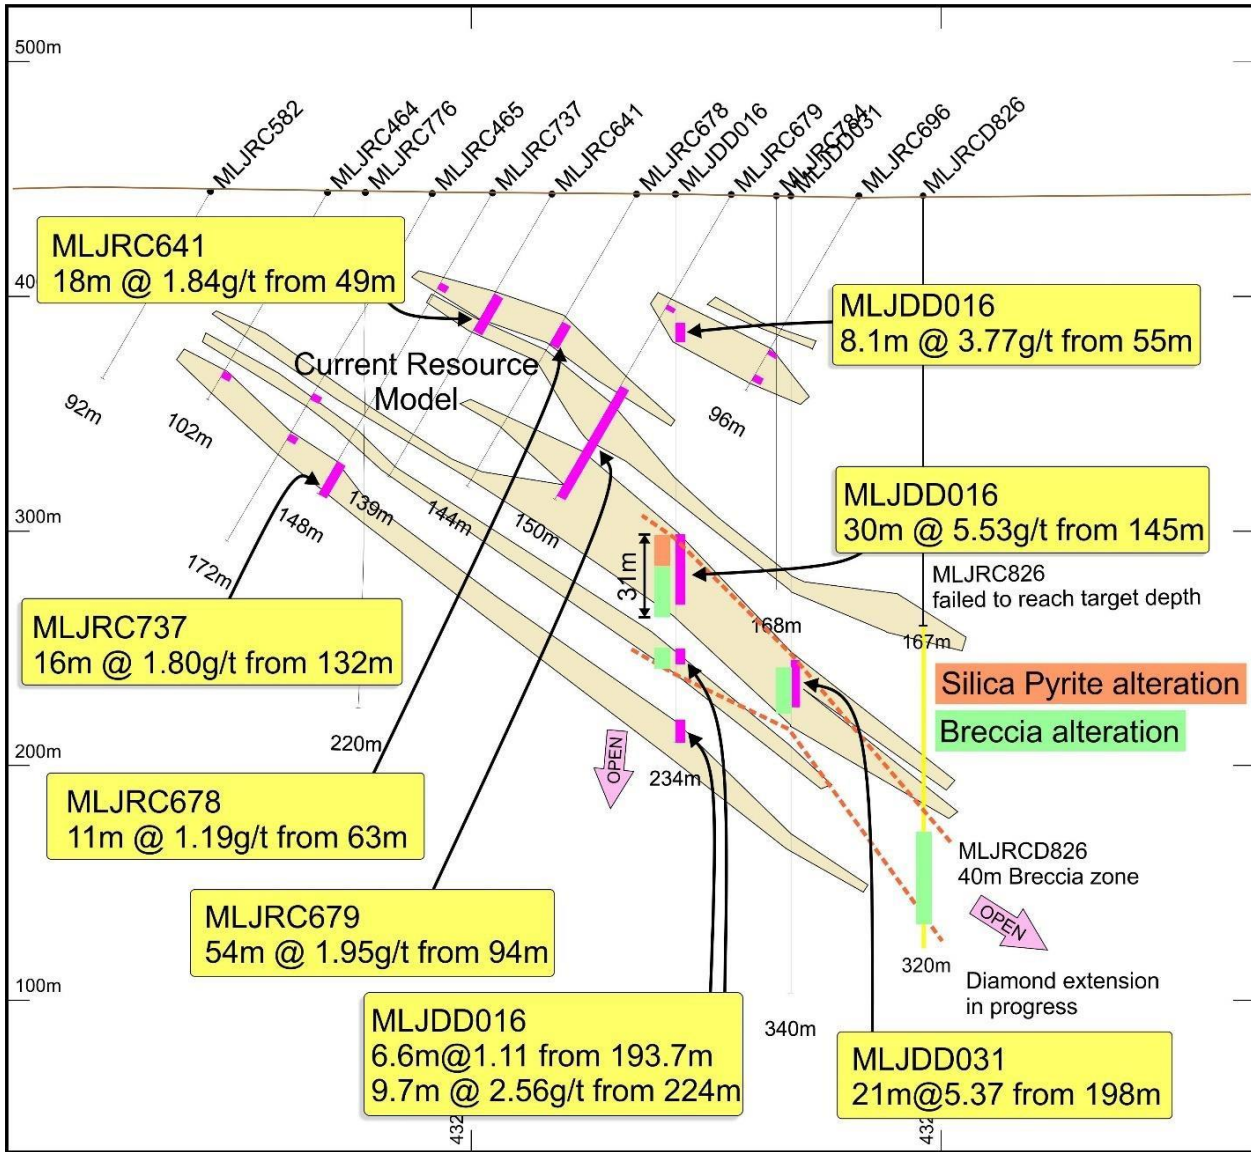 500m
MLJRC582
MLJRC464
MLJRC776
MLJRC465
MLJRC737
MLJRC641
MLJRC678
MLJDD016
MLJRC679
MLJRC784
MLJDD031
MLJRC696
MLJRCD826
MLJRC641
18m @ 1.84g/t from 49m
40
MLJDD016
8.1m @ 3.77g/t from 55m
Current Resource
Model
92m
102m
96m
MLJDD016
30m @ 5.53g/t from 145m
300m
148m
139m
144m
150m
172m
31m
MLJRC826
failed to reach target depth
MLJRC737
16m @ 1.80g/t from 132m
168m
167m
Silica Pyrite alteration
Breccia alteration
220m
OPEN
234m
200m
MLJRC678
11m @ 1.19g/t from 63m
MLJRCD826
40m Breccia zone
MLJRC679
54m @ 1.95g/t from 94m
OPEN
320m
Diamond extension
in progress
100m
MLJDD016
6.6m@1.11 from 193.7m
9.7m @ 2.56g/t from 224m
340m
MLJDD031
21m@5.37 from 198m
432
432